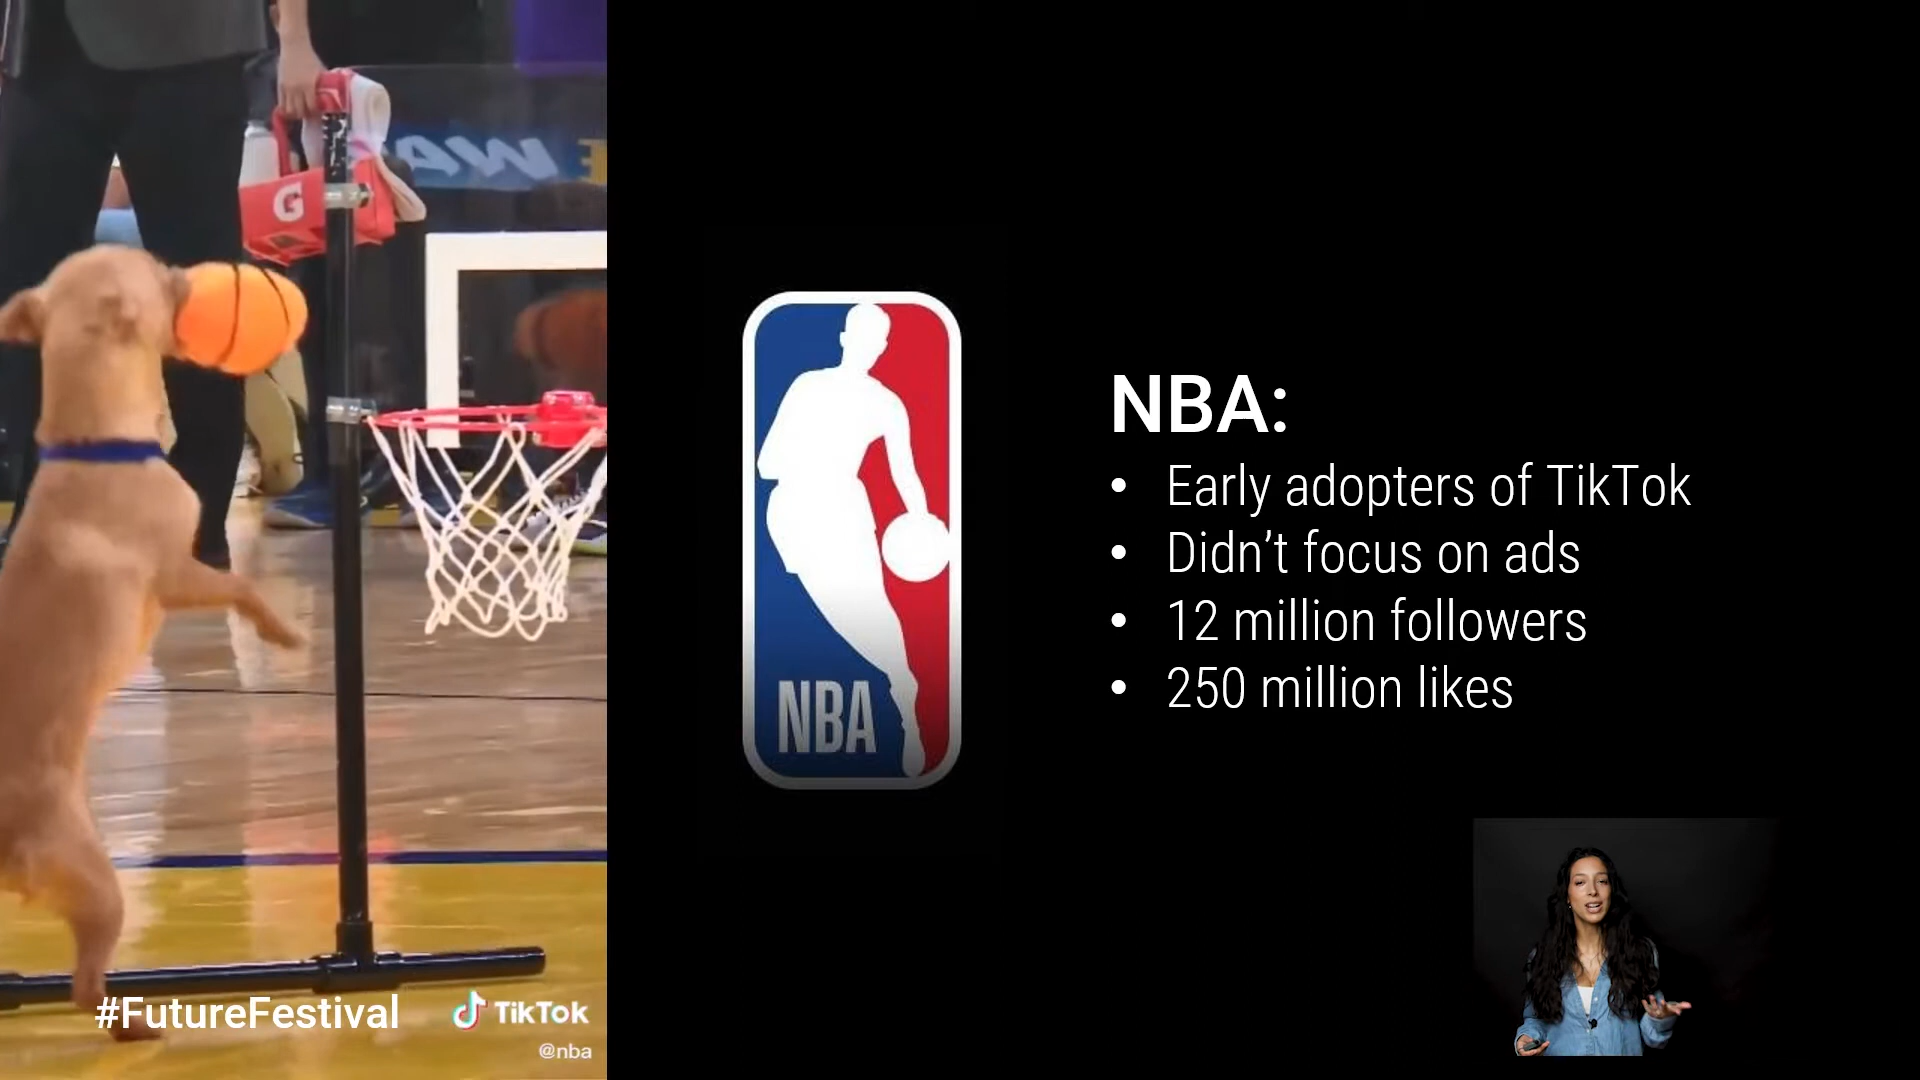 G
NBA
NBA:
• Early adopters of TikTok
• Didn’t focus on ads
• 12 million followers
• 250 million likes
#FutureFestival
TikTok
@nba